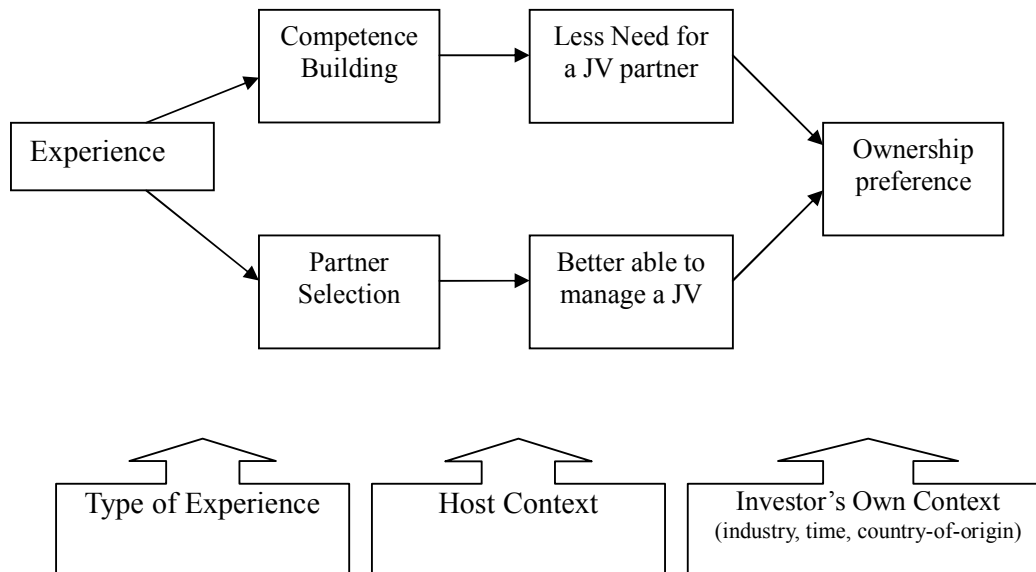 Competence
Building
Less Need for
a JV partner
Experience
Ownership
preference
Partner
Selection
Better able to
manage a JV
Type of Experience
Host Context
Investor’s Own Context
(industry, time, country-of-origin)